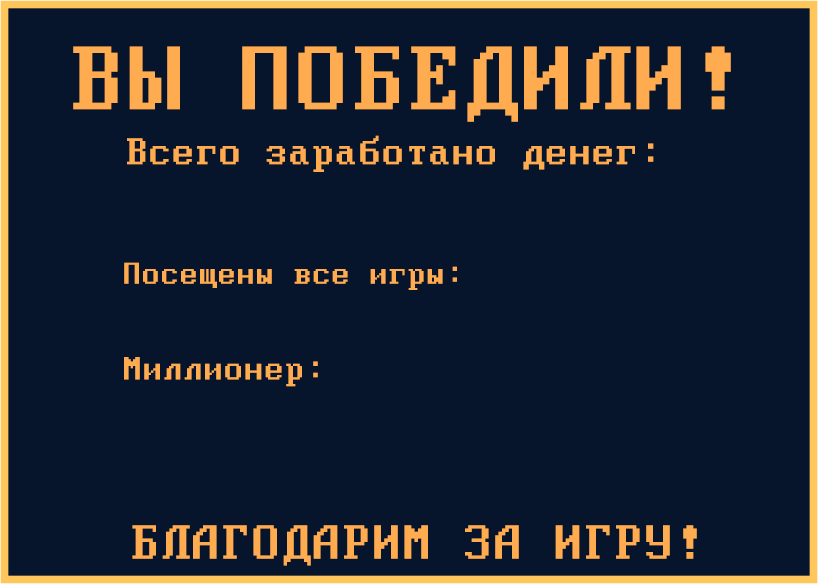 ВЫ ПОБЕДИЛИ!
Всего заработано денег:
Посещены все игры:
Миллионер:
БЛАГОДАРИМ ЗА ИГРУ!